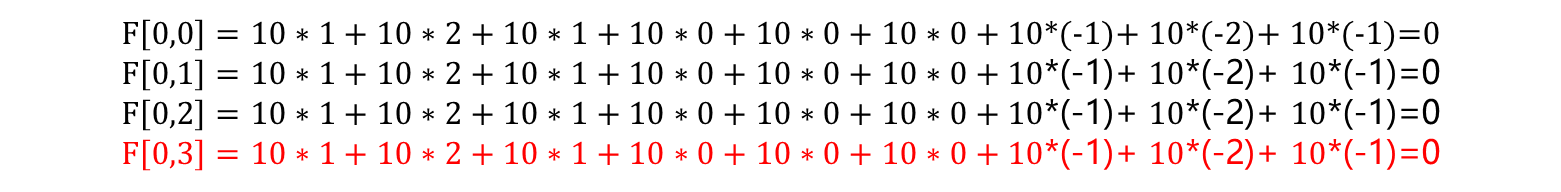 F[0,0] = 10 ∗ 1 + 10 ∗ 2 + 10 ∗ 1 + 10 ∗ 0 + 10 ∗ 0 + 10 ∗ 0 + 10*(-1)+ 10*(-2)+ 10*(-1)=0
F[0,1] = 10 ∗ 1 + 10 ∗ 2 + 10 ∗ 1 + 10 ∗ 0 + 10 ∗ 0 + 10 ∗ 0 + 10*(-1)+ 10*(-2)+ 10*(-1)=0
F[0,2] = 10 ∗ 1 + 10 ∗ 2 + 10 ∗ 1 + 10 ∗ 0 + 10 ∗ 0 + 10 ∗ 0 + 10*(-1)+ 10*(-2)+ 10*(-1)=0
F[0,3] = 10 ∗ 1 + 10 ∗ 2 + 10 ∗ 1 + 10 ∗ 0 + 10 ∗ 0 + 10 ∗ 0 + 10*(-1)+ 10*(-2)+ 10*(-1)=0